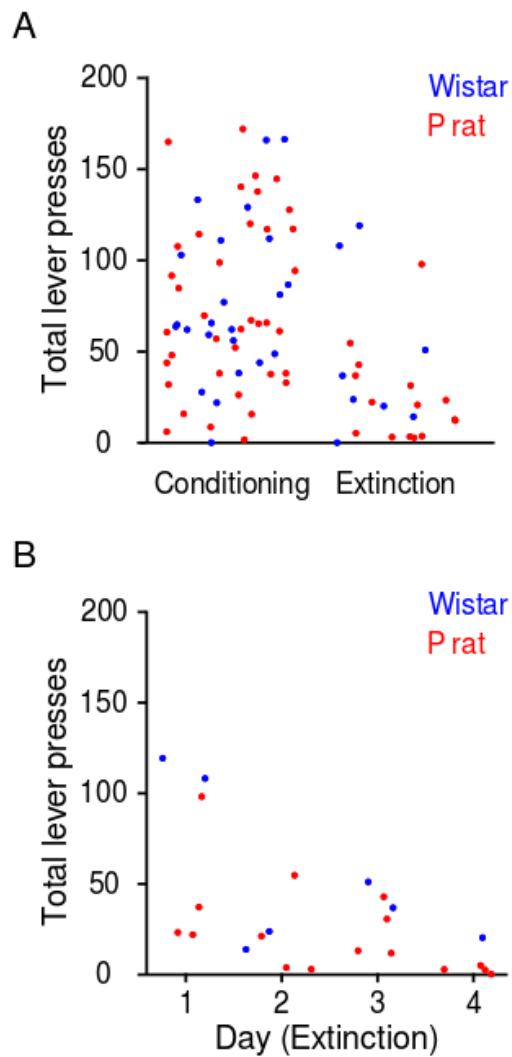 A
200
Wistar
P rat
150
100
50
0
Total lever presses
Conditioning Extinction
B
200
Wistar
P rat
150
100
50
0
Total lever presses
1 2 3 4
Day (Extinction)